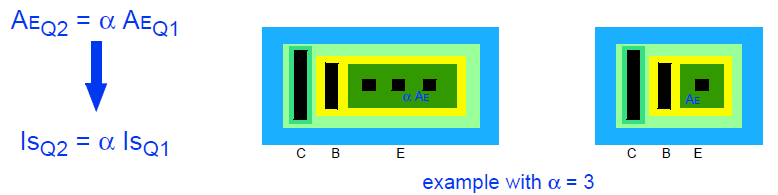 AEQ2 = α AEQ1
IsQ2 = α IsQ1
α AE
AE
C B E
C B E
example with α = 3